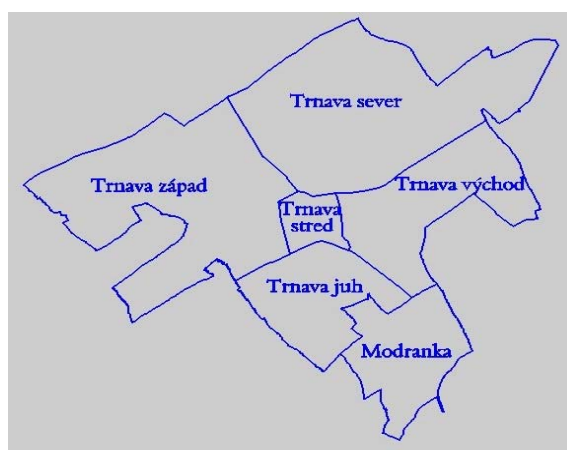 Trnava sever
Trnava západ
Trnava východ
Trnava
stred
Trnava juh
Modranka